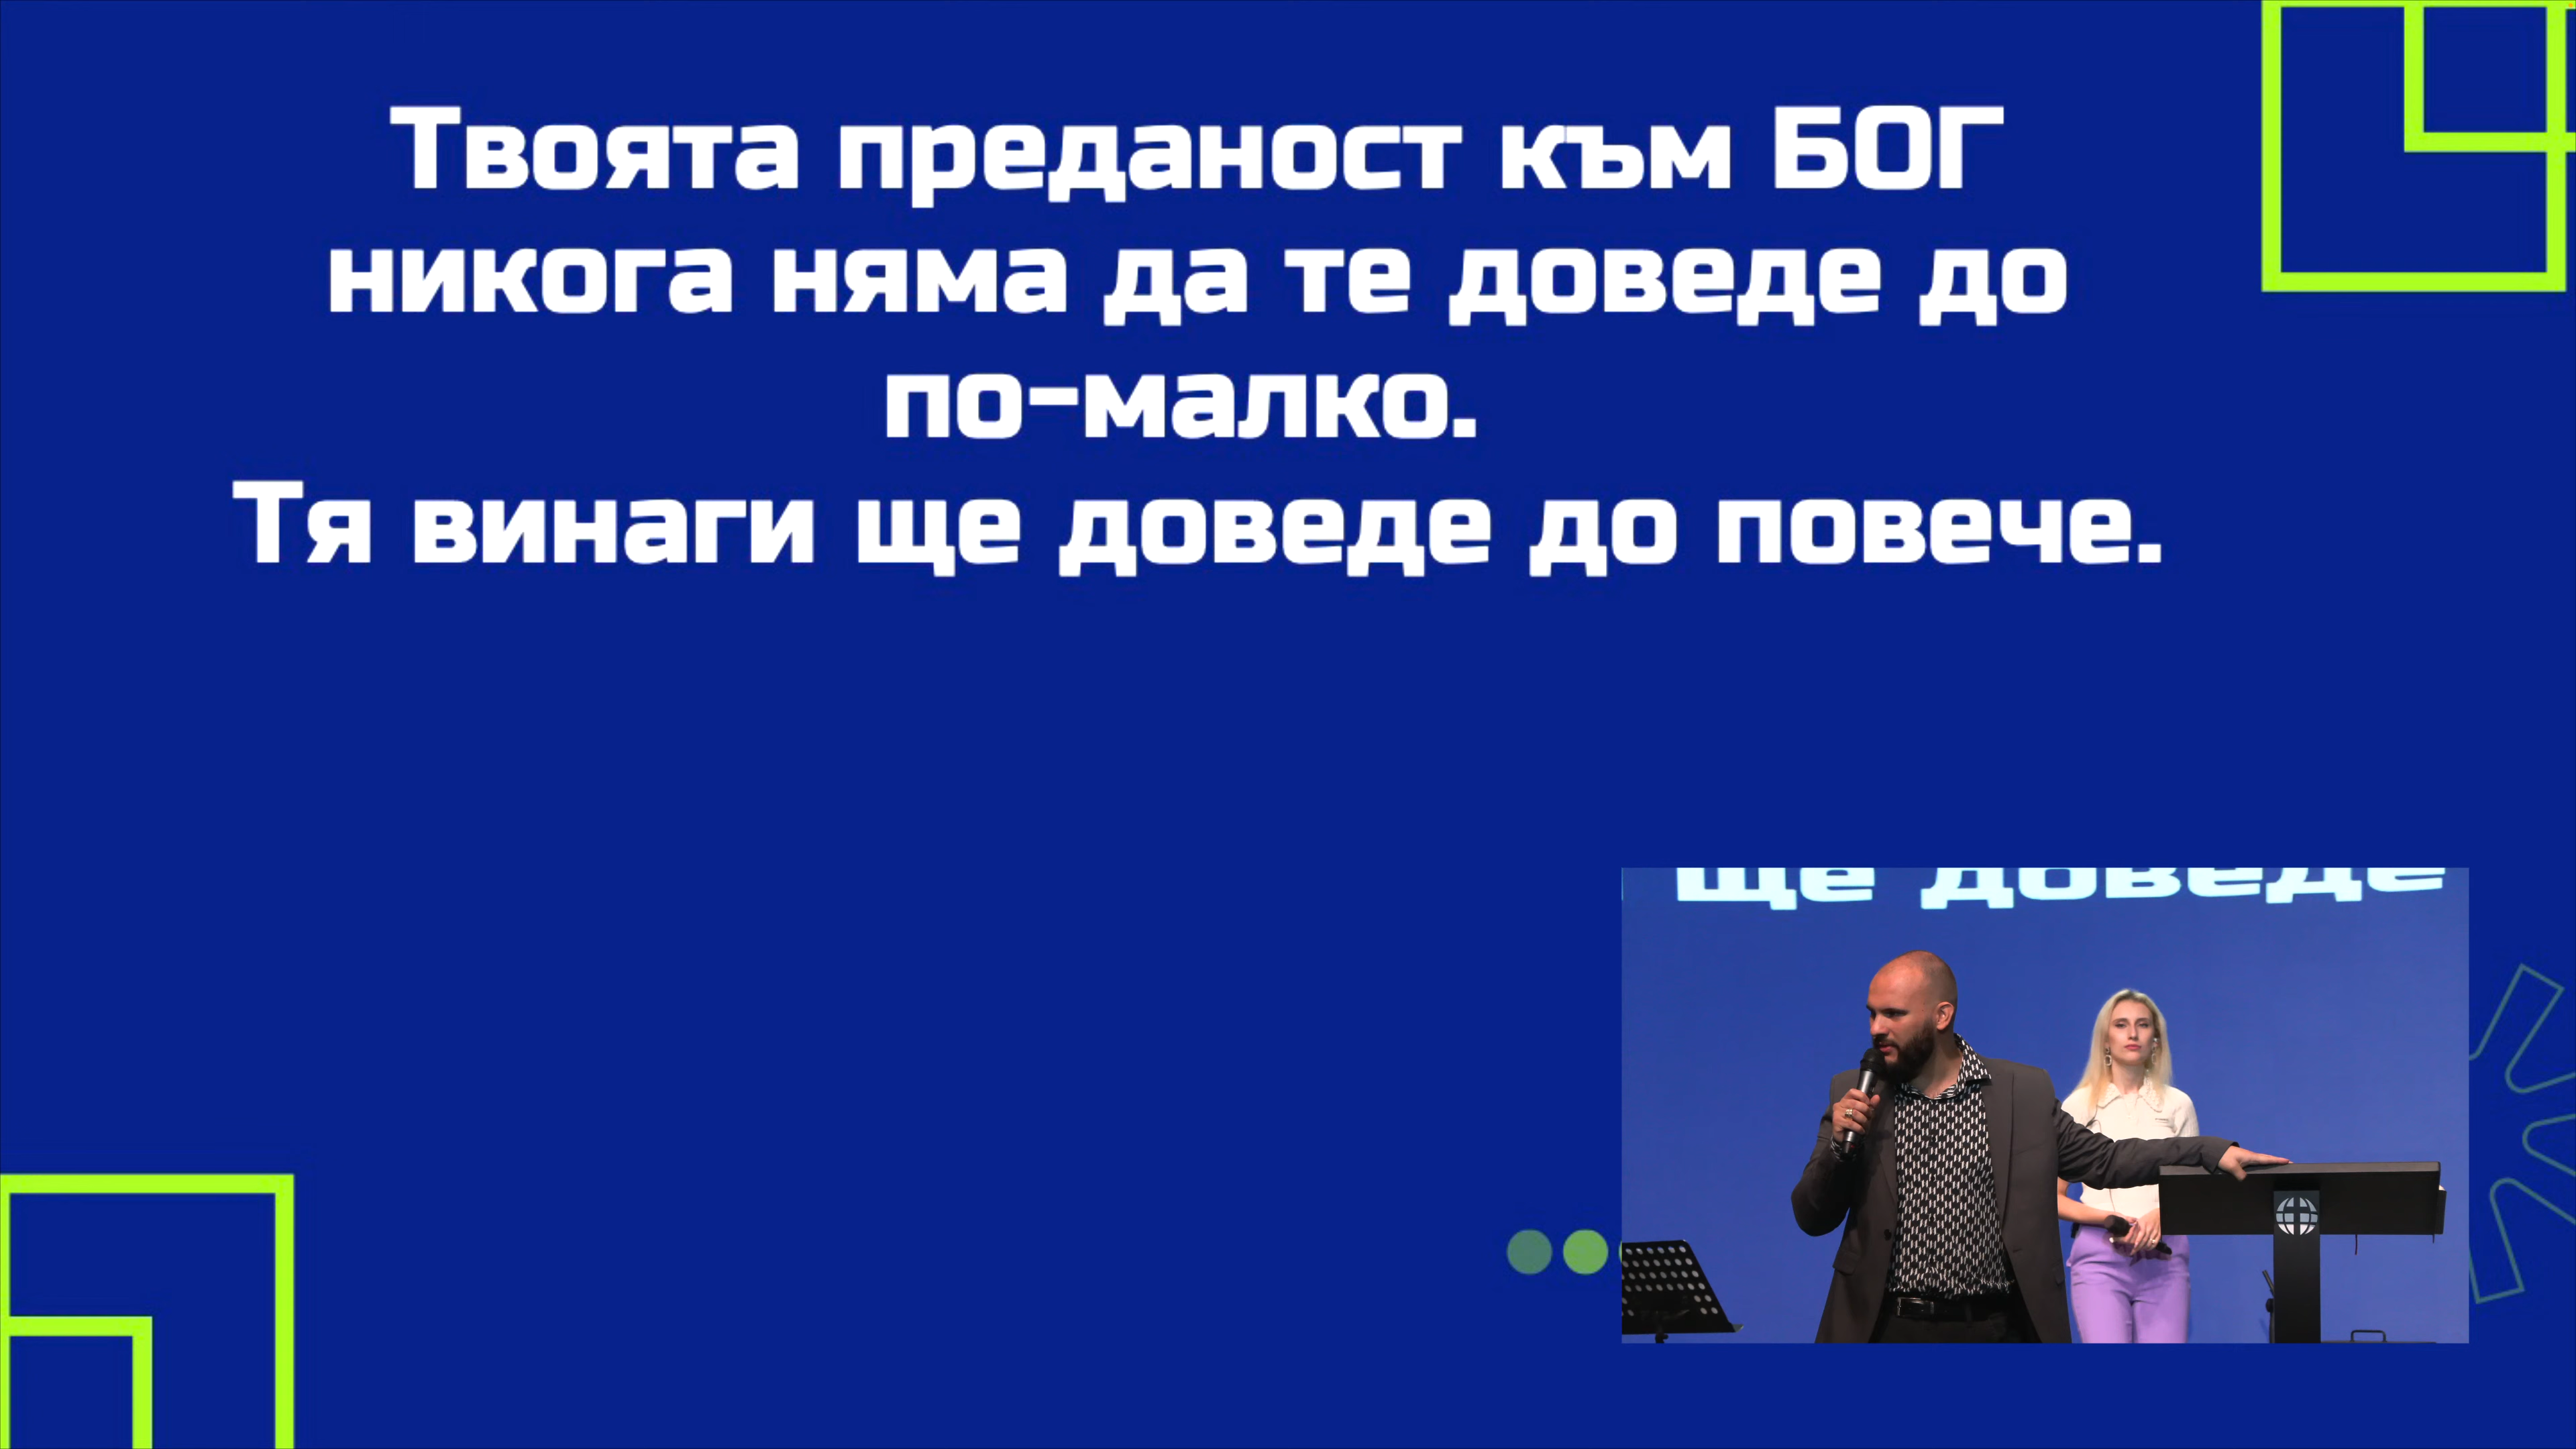 Твоята преданост към БОГ
никога няма да те доведе до
по-малко.
Тя винаги ще доведе до повече.
ще доведе